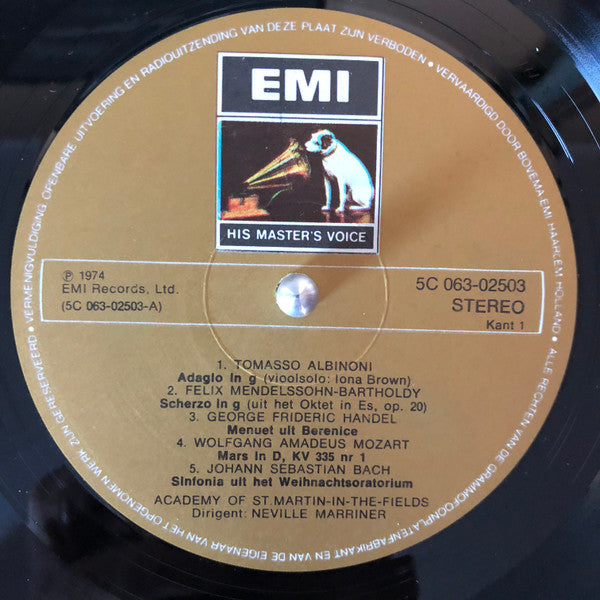 EMI
HIS MASTER'S VOICE
℗ 1974
EMI Records, Ltd.
(5C 063-02503-A)
5C 063-02503
STEREO
Kant 1
1. TOMASSO ALBINONI
Adagio in g (vioolsolo: Iona Brown)
2. FELIX MENDELSSOHN-BARTHOLDY
Scherzo in g (uit het Oktet in Es, op. 20)
3. GEORGE FRIDERIC HANDEL
Menuet uit Berenice
4. WOLFGANG AMADEUS MOZART
Mars in D, KV 335 nr 1
5. JOHANN SEBASTIAN BACH
Sinfonia uit het Weihnachtsoratorium
ACADEMY OF ST.MARTIN-IN-THE-FIELDS
Dirigent: NEVILLE MARRINER
VERVAARDIGD DOOR BOVEMA-EMI HAARLEM HOLLAND • ALLE RECHTEN VAN DE GRAMMOFOONPLATENFABRIKANT EN VAN DE EIGENAAR VAN HET OPGENOMEN WERK ZIJN GERESERVEERD • VERMENIGVULDIGING OPENBARE UITVOERING EN RADIOUITZENDING VAN DEZE PLAAT ZIJN VERBODEN •